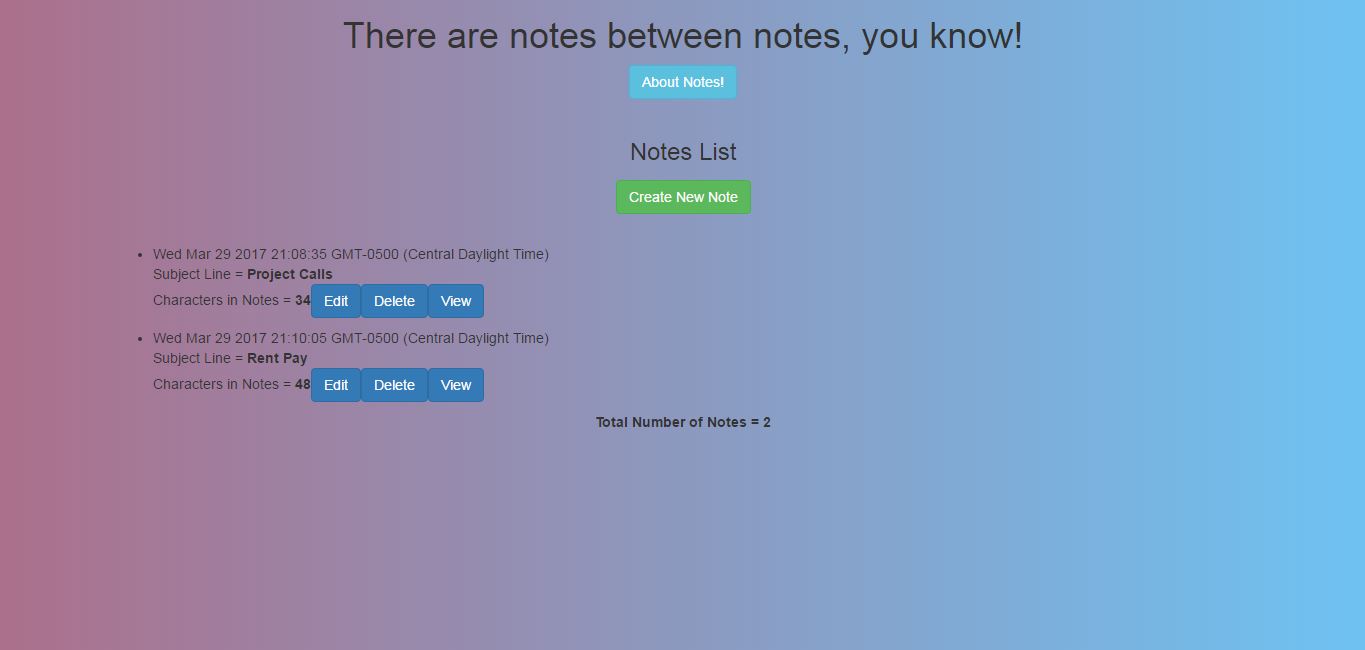 There are notes between notes, you know!
About Notes!
Notes List
Create New Note
Wed Mar 29 2017 21:08:35 GMT-0500 (Central Daylight Time)
Subject Line = Project Calls
Characters in Notes = 34 Edit Delete View
Wed Mar 29 2017 21:10:05 GMT-0500 (Central Daylight Time)
Subject Line = Rent Pay
Characters in Notes = 48 Edit Delete View
Total Number of Notes = 2